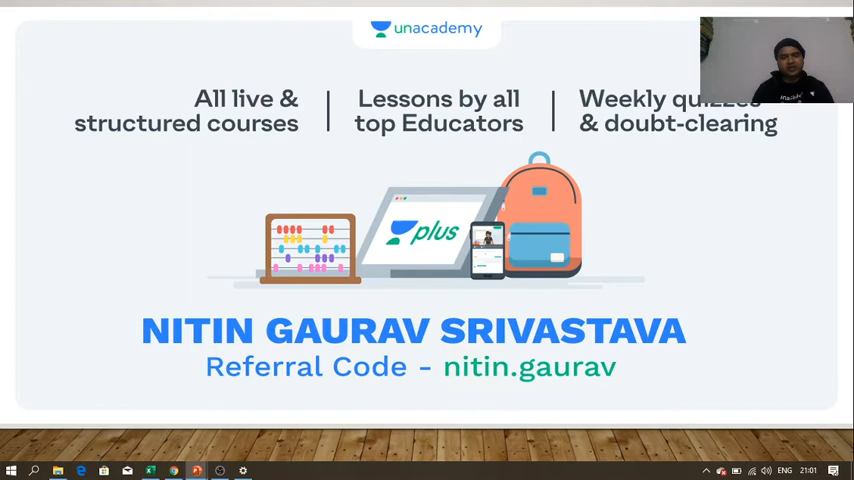 unacademy
All live &
structured courses
Lessons by all
top Educators
Weekly quizzes
& doubt-clearing
plus
NITIN GAURAV SRIVASTAVA
Referral Code - nitin.gaurav
ENG
21:01